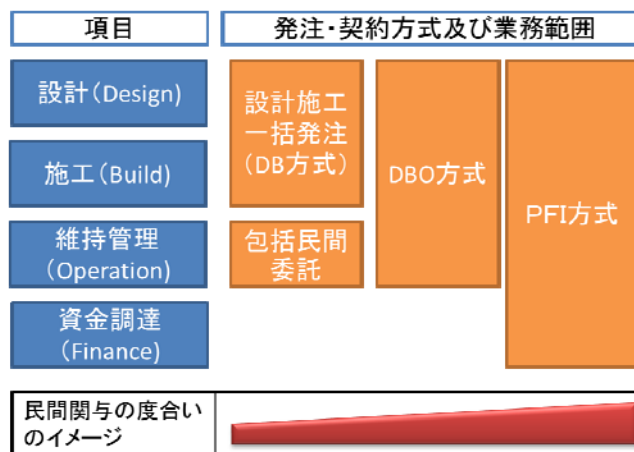 項目
発注・契約方式及び業務範囲
設計(Design)
施工(Build)
維持管理
(Operation)
資金調達
(Finance)
設計施工
一括発注
(DB方式)
包括民間
委託
DBO方式
PFI方式
民間関与の度合い
のイメージ